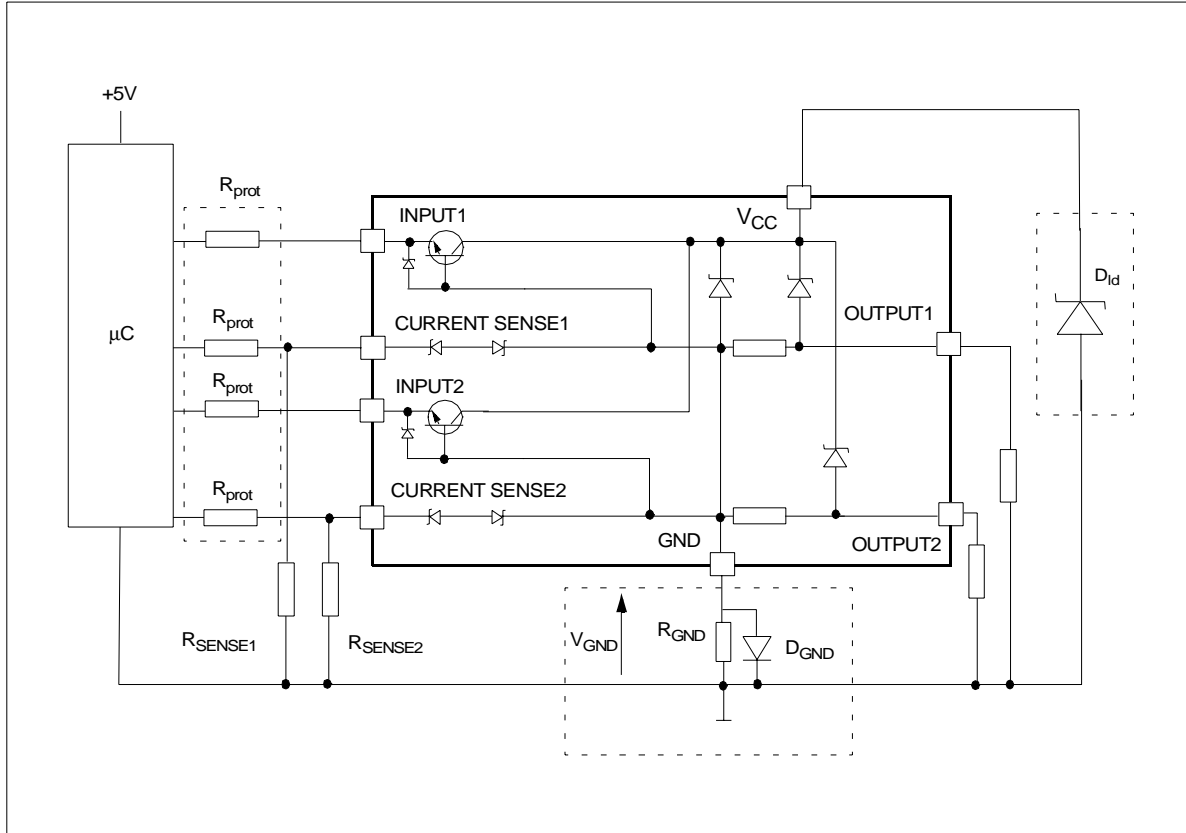 +5V
R_prot
INPUT1
V_CC
D_ld
R_prot
CURRENT SENSE1
OUTPUT1
μC
R_prot
INPUT2
R_prot
CURRENT SENSE2
GND
OUTPUT2
R_SENSE1
R_SENSE2
V_GND
R_GND
D_GND